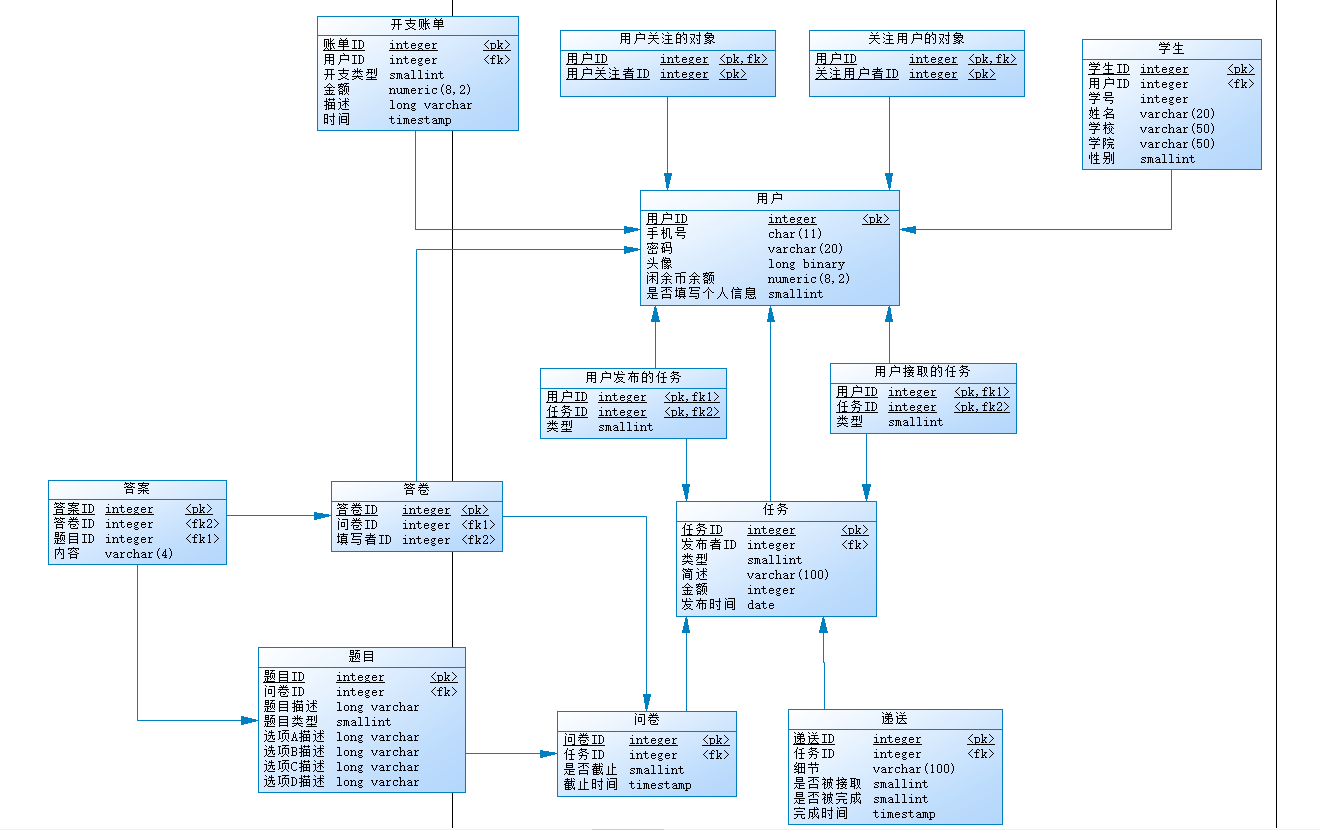 开支账单
账单ID integer <pk>
用户ID integer <fk>
开支类型 smallint
金额 numeric(8,2)
描述 long varchar
时间 timestamp
用户关注的对象
用户ID integer <pk,fk>
用户关注者ID integer <pk>
关注用户的对象
用户ID integer <pk,fk>
关注用户者ID integer <pk>
学生
学生ID integer <pk>
用户ID integer <fk>
学号 integer
姓名 varchar(20)
学校 varchar(50)
学院 varchar(50)
性别 smallint
用户
用户ID integer <pk>
手机号 char(11)
密码 varchar(20)
头像 long binary
闲余币余额 numeric(8,2)
是否填写个人信息 smallint
用户发布的任务
用户ID integer <pk,fk1>
任务ID integer <pk,fk2>
类型 smallint
用户接取的任务
用户ID integer <pk,fk1>
任务ID integer <pk,fk2>
类型 smallint
答案
答案ID integer <pk>
答卷ID integer <fk2>
题目ID integer <fk1>
内容 varchar(4)
答卷
答卷ID integer <pk>
问卷ID integer <fk1>
填写者ID integer <fk2>
任务
任务ID integer <pk>
发布者ID integer <fk>
类型 smallint
简述 varchar(100)
金额 integer
发布时间 date
题目
题目ID integer <pk>
问卷ID integer <fk>
题目描述 long varchar
题目类型 smallint
选项A描述 long varchar
选项B描述 long varchar
选项C描述 long varchar
选项D描述 long varchar
问卷
问卷ID integer <pk>
任务ID integer <fk>
是否截止 smallint
截止时间 timestamp
递送
递送ID integer <pk>
任务ID integer <fk>
细节 varchar(100)
是否被接取 smallint
是否被完成 smallint
完成时间 timestamp